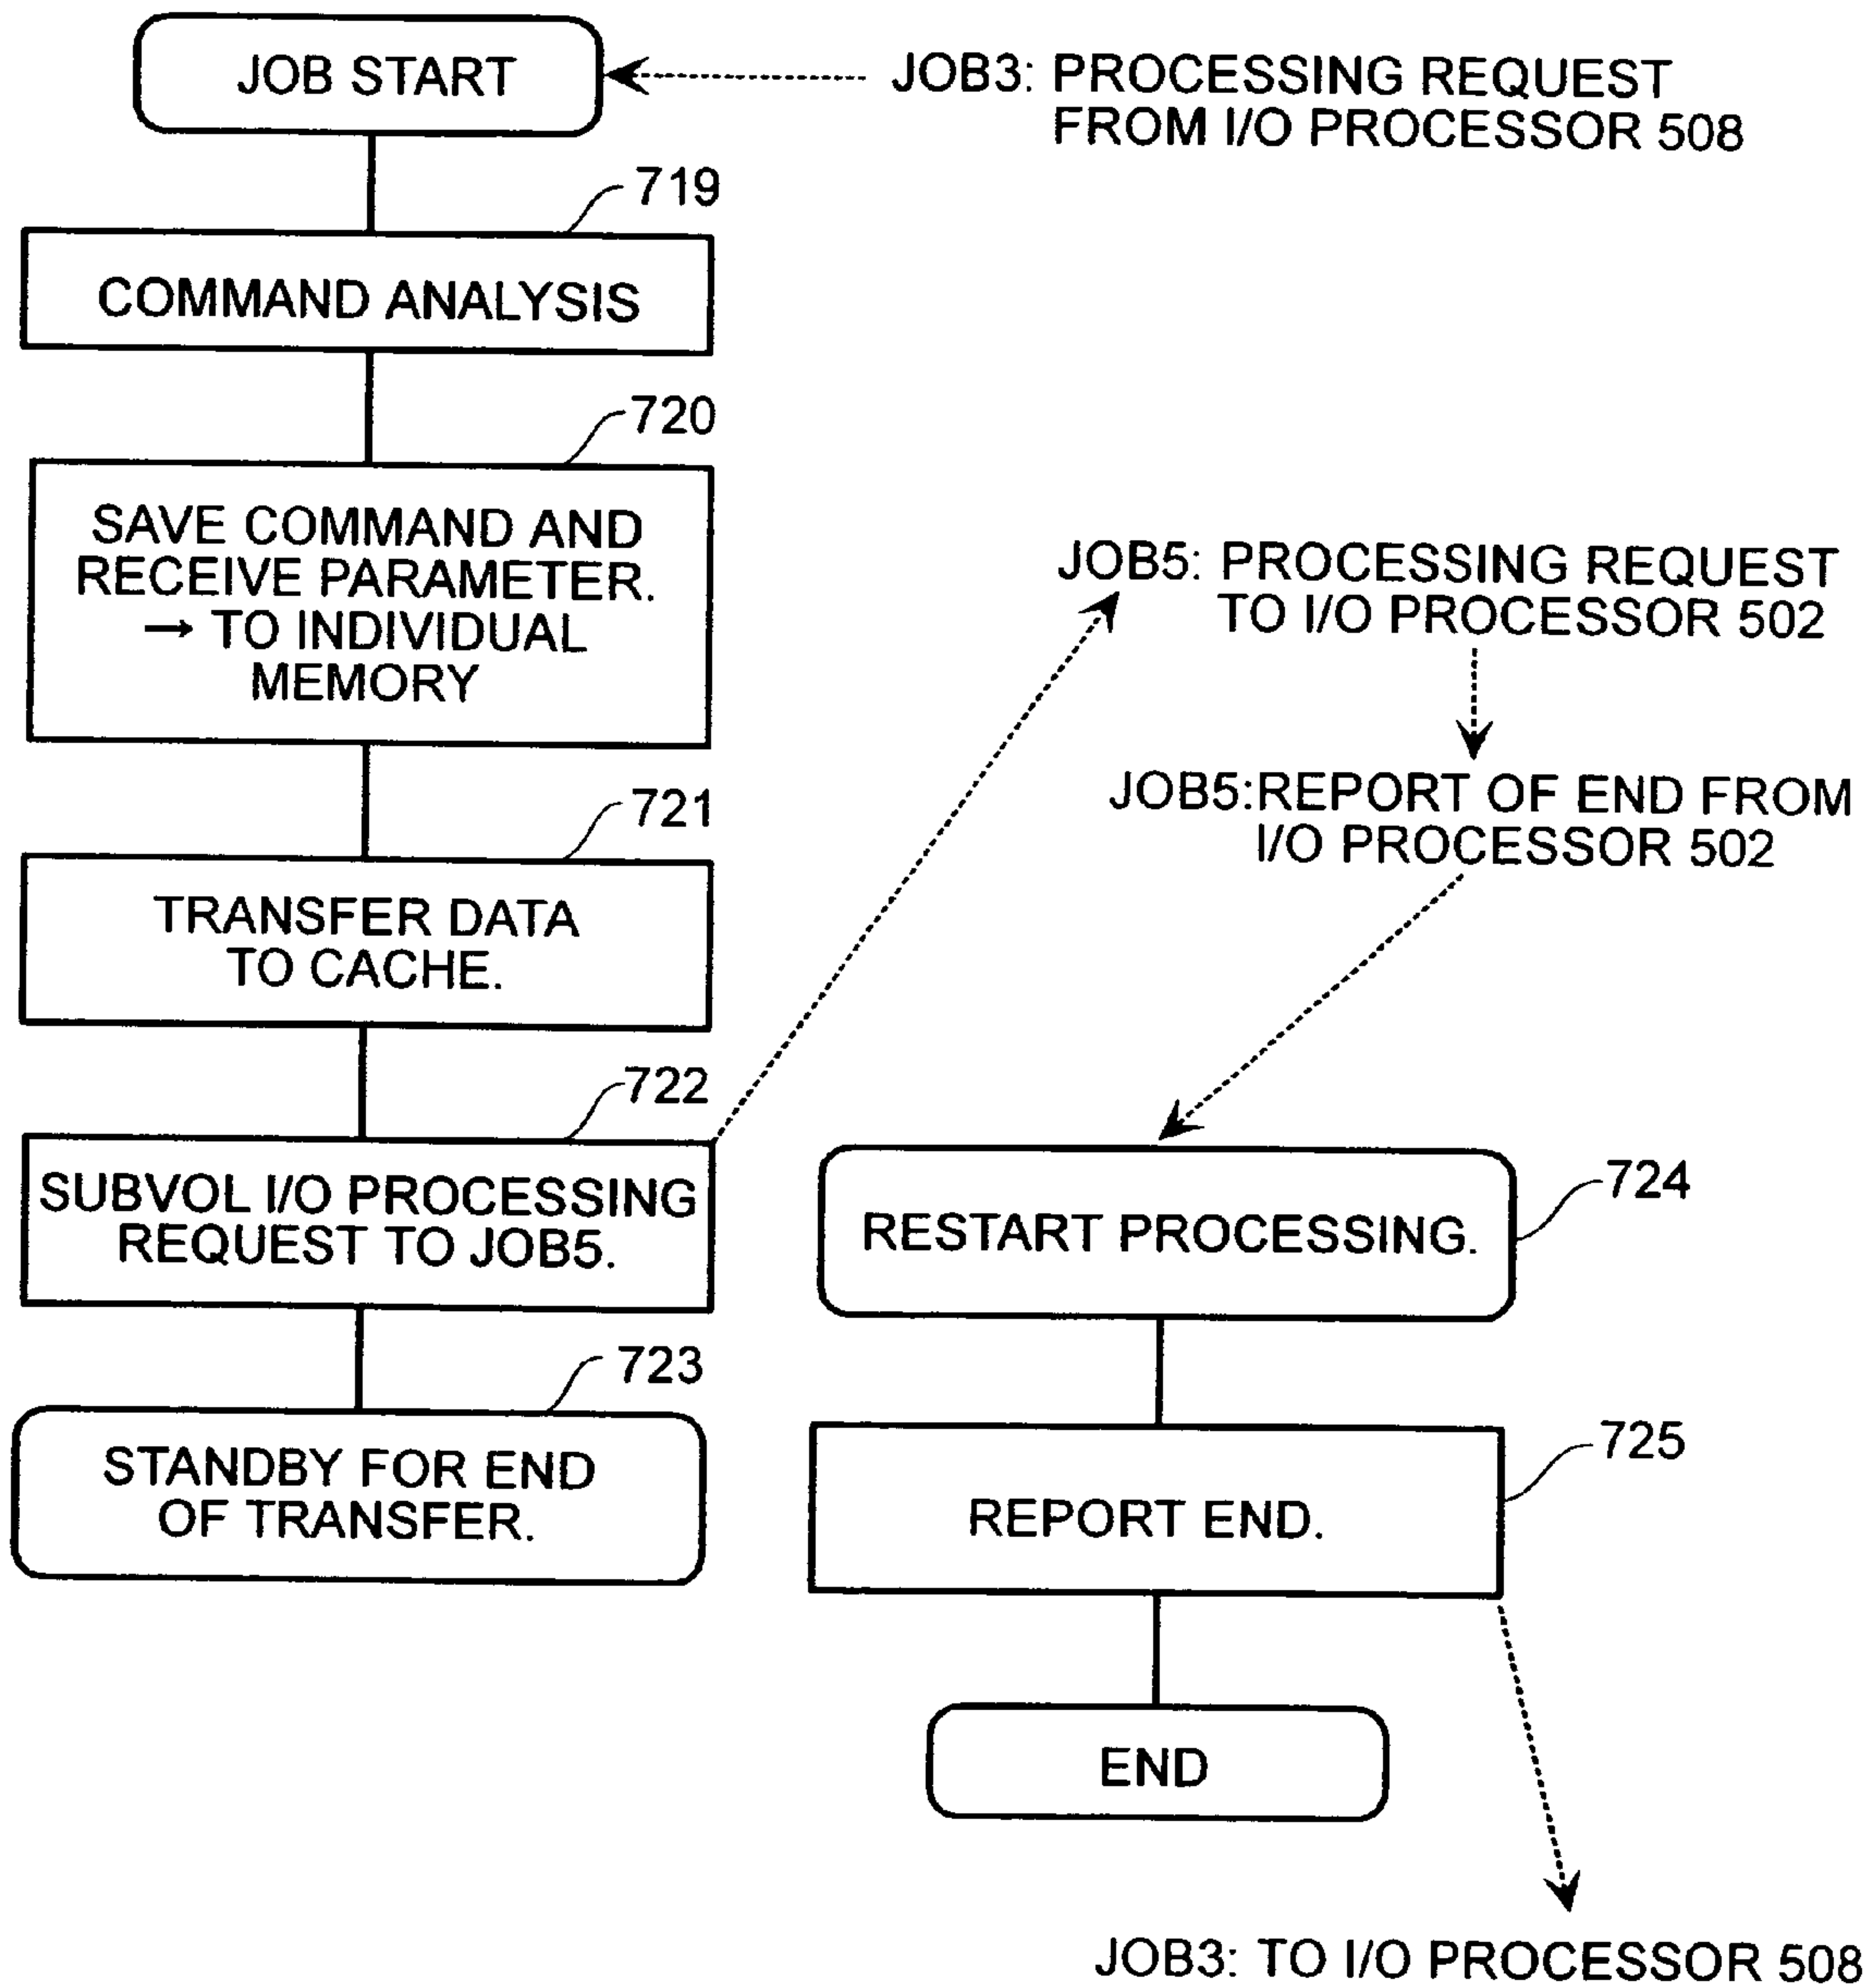 JOB START
JOB3: PROCESSING REQUEST
FROM I/O PROCESSOR 508
719
COMMAND ANALYSIS
720
SAVE COMMAND AND
RECEIVE PARAMETER.
→ TO INDIVIDUAL
MEMORY
JOB5: PROCESSING REQUEST
TO I/O PROCESSOR 502
721
TRANSFER DATA
TO CACHE.
JOB5:REPORT OF END FROM
I/O PROCESSOR 502
722
SUBVOL I/O PROCESSING
REQUEST TO JOB5.
724
RESTART PROCESSING.
723
STANDBY FOR END
OF TRANSFER.
725
REPORT END.
END
JOB3: TO I/O PROCESSOR 508